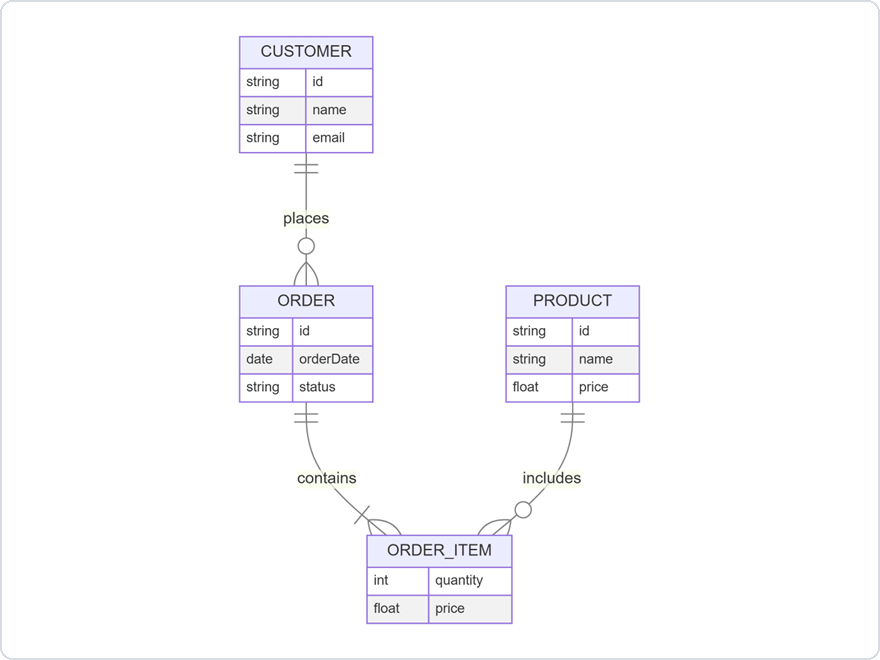 CUSTOMER
string id
string name
string email
places
ORDER
string id
date orderDate
string status
PRODUCT
string id
string name
float price
contains
includes
ORDER_ITEM
int quantity
float price